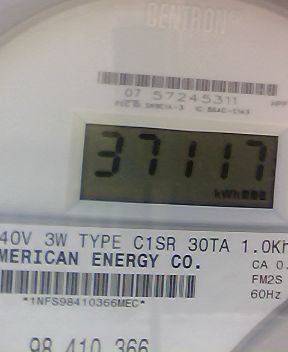 CENTRON
07 57245311
37117
kWh
40V 3W TYPE C1SR 30TA 1.0Kh
MERICAN ENERGY CO.
CA 0.
FM2S
*1NFS98410366MEC*
60Hz
98 410 366